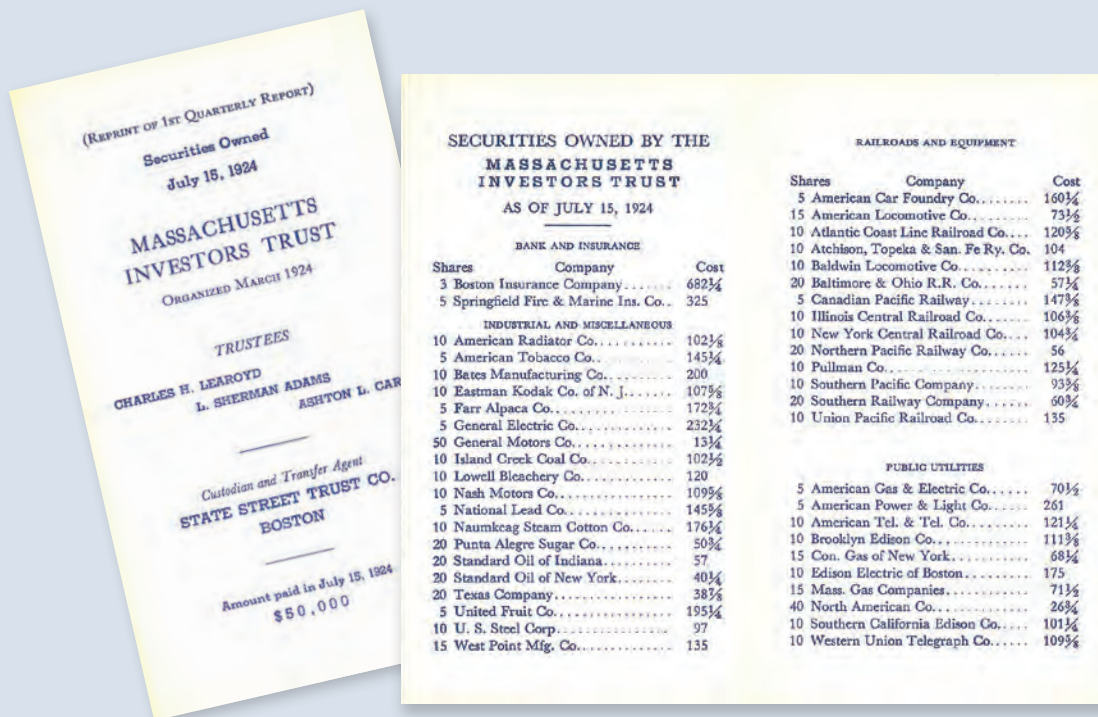 (REPRINT OF 1ST QUARTERLY REPORT)
Securities Owned
July 15, 1924
MASSACHUSETTS
INVESTORS TRUST
ORGANIZED MARCH 1924
TRUSTEES
CHARLES H. LEAROYD
L. SHERMAN ADAMS
ASHTON L. CAR
Custodian and Transfer Agent
STATE STREET TRUST CO.
BOSTON
Amount paid in July 15, 1924
$50,000
SECURITIES OWNED BY THE
MASSACHUSETTS
INVESTORS TRUST
AS OF JULY 15, 1924
BANK AND INSURANCE
Shares Company Cost
3 Boston Insurance Company....... 682¼
5 Springfield Fire & Marine Ins. Co.. 325
INDUSTRIAL AND MISCELLANEOUS
10 American Radiator Co............ 102⅛
5 American Tobacco Co............ 145¼
10 Bates Manufacturing Co.......... 200
10 Eastman Kodak Co. of N. J....... 107⅝
5 Farr Alpaca Co................. 172¾
5 General Electric Co............. 232¼
50 General Motors Co.............. 13¼
10 Island Creek Coal Co............ 102½
10 Lowell Bleachery Co............ 120
10 Nash Motors Co................ 109⅝
5 National Lead Co............... 145⅝
10 Naumkeag Steam Cotton Co...... 176¼
20 Punta Alegre Sugar Co........... 50¾
20 Standard Oil of Indiana.......... 57
20 Standard Oil of New York........ 40¼
20 Texas Company................. 38⅞
5 United Fruit Co................ 195¼
10 U. S. Steel Corp................ 97
15 West Point Mfg. Co............. 135
RAILROADS AND EQUIPMENT
Shares Company Cost
5 American Car Foundry Co........ 160¼
15 American Locomotive Co......... 73½
10 Atlantic Coast Line Railroad Co.... 120⅝
10 Atchison, Topeka & San. Fe Ry. Co. 104
10 Baldwin Locomotive Co.......... 112⅜
20 Baltimore & Ohio R.R. Co........ 57¼
5 Canadian Pacific Railway......... 147⅝
10 Illinois Central Railroad Co....... 106⅜
10 New York Central Railroad Co.... 104¾
20 Northern Pacific Railway Co...... 56
10 Pullman Co.................... 125¼
10 Southern Pacific Company........ 93⅜
20 Southern Railway Company...... 60¾
10 Union Pacific Railroad Co........ 135
PUBLIC UTILITIES
5 American Gas & Electric Co...... 70½
5 American Power & Light Co...... 261
10 American Tel. & Tel. Co......... 121¼
10 Brooklyn Edison Co............. 111⅜
15 Con. Gas of New York........... 68¼
10 Edison Electric of Boston......... 175
15 Mass. Gas Companies............ 71½
40 North American Co............. 26¾
10 Southern California Edison Co..... 101¼
10 Western Union Telegraph Co...... 109⅝